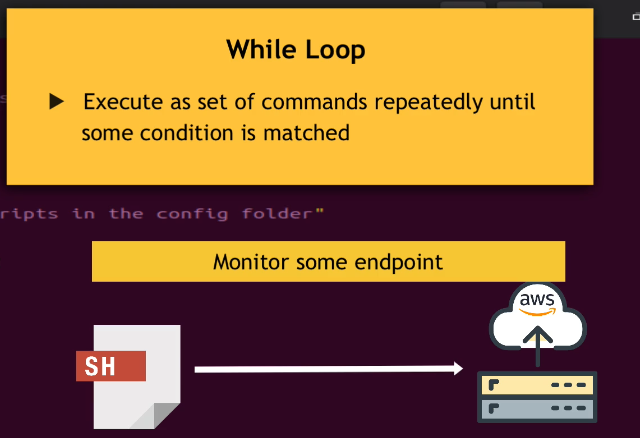 While Loop
Execute as set of commands repeatedly until
some condition is matched
ripts in the config folder"
Monitor some endpoint
aws
SH